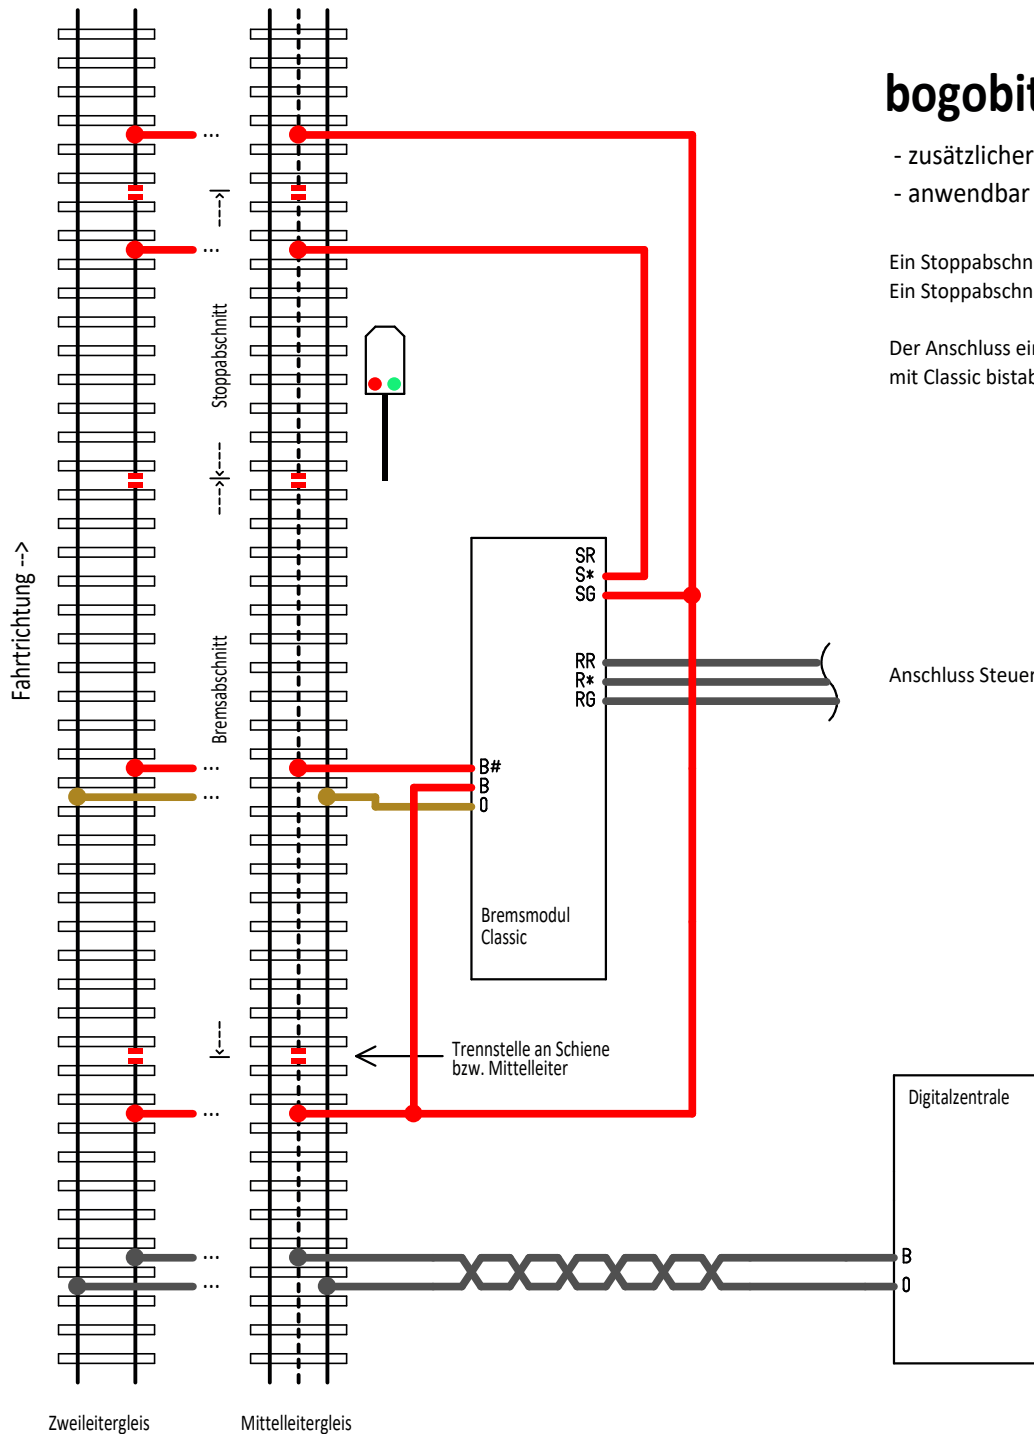 bogobit
- zusätzlicher
- anwendbar
Ein Stoppabschn
Ein Stoppabschn
Der Anschluss ei
mit Classic bistab
Stoppabschnitt
Fahrtrichtung -->
Bremsabschnitt
SR
S*
SG
RR
R*
RG
Anschluss Steuer
B#
B
0
Bremsmodul
Classic
Trennstelle an Schiene
bzw. Mittelleiter
Digitalzentrale
B
0
...
...
...
...
...
...
...
Zweileitergleis
Mittelleitergleis